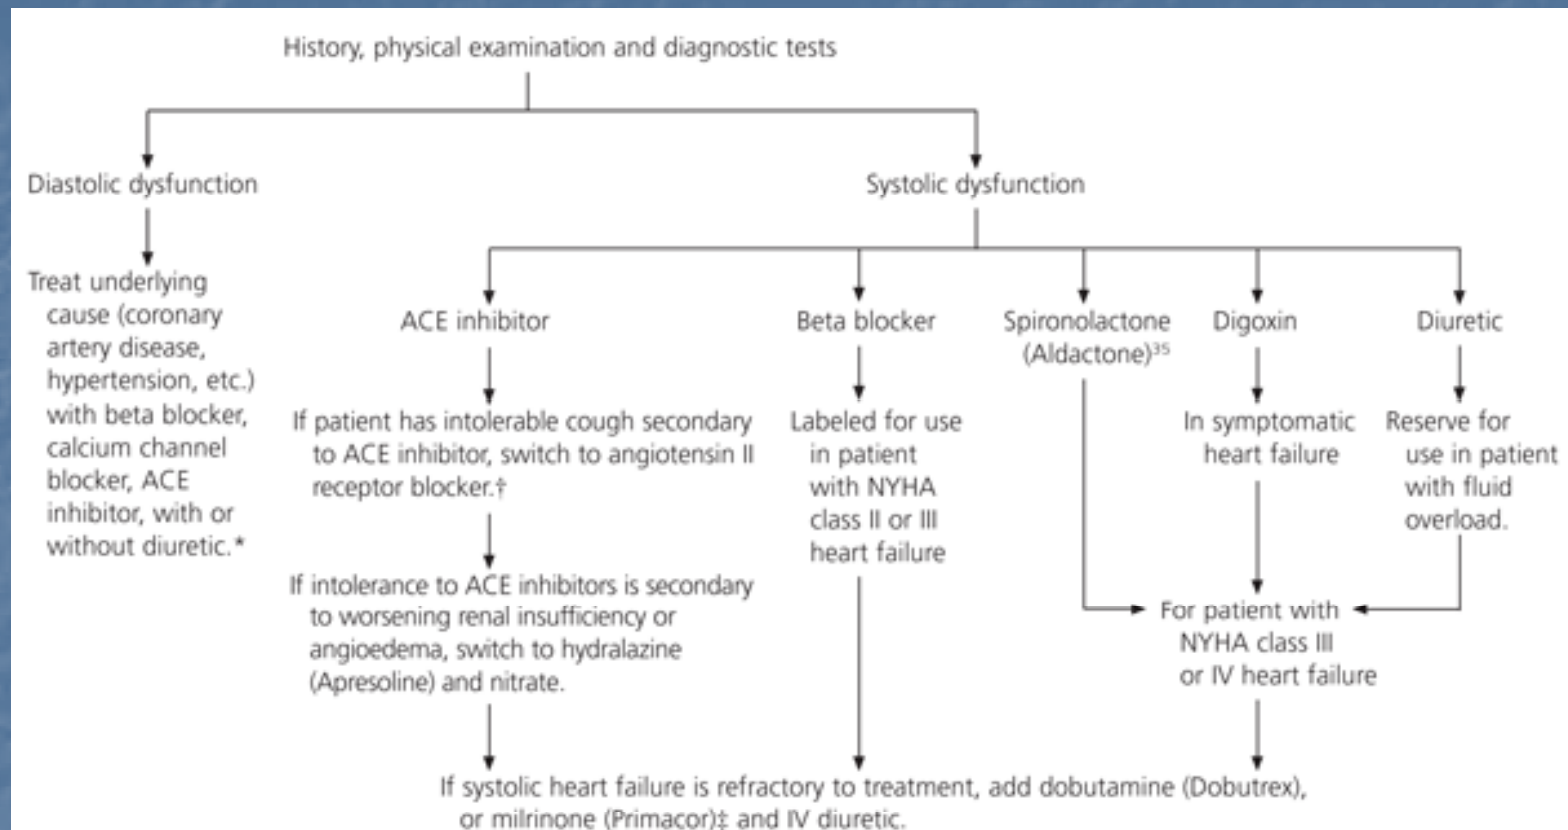 History, physical examination and diagnostic tests
Diastolic dysfunction
Systolic dysfunction
Treat underlying
cause (coronary
artery disease,
hypertension, etc.)
with beta blocker,
calcium channel
blocker, ACE
inhibitor, with or
without diuretic.*
ACE inhibitor
If patient has intolerable cough secondary
to ACE inhibitor, switch to angiotensin II
receptor blocker.†
If intolerance to ACE inhibitors is secondary
to worsening renal insufficiency or
angioedema, switch to hydralazine
(Apresoline) and nitrate.
Beta blocker
Labeled for use
in patient
with NYHA
class II or III
heart failure
Spironolactone
(Aldactone)³⁵
Digoxin
In symptomatic
heart failure
Diuretic
Reserve for
use in patient
with fluid
overload.
For patient with
NYHA class III
or IV heart failure
If systolic heart failure is refractory to treatment, add dobutamine (Dobutrex),
or milrinone (Primacor)‡ and IV diuretic.